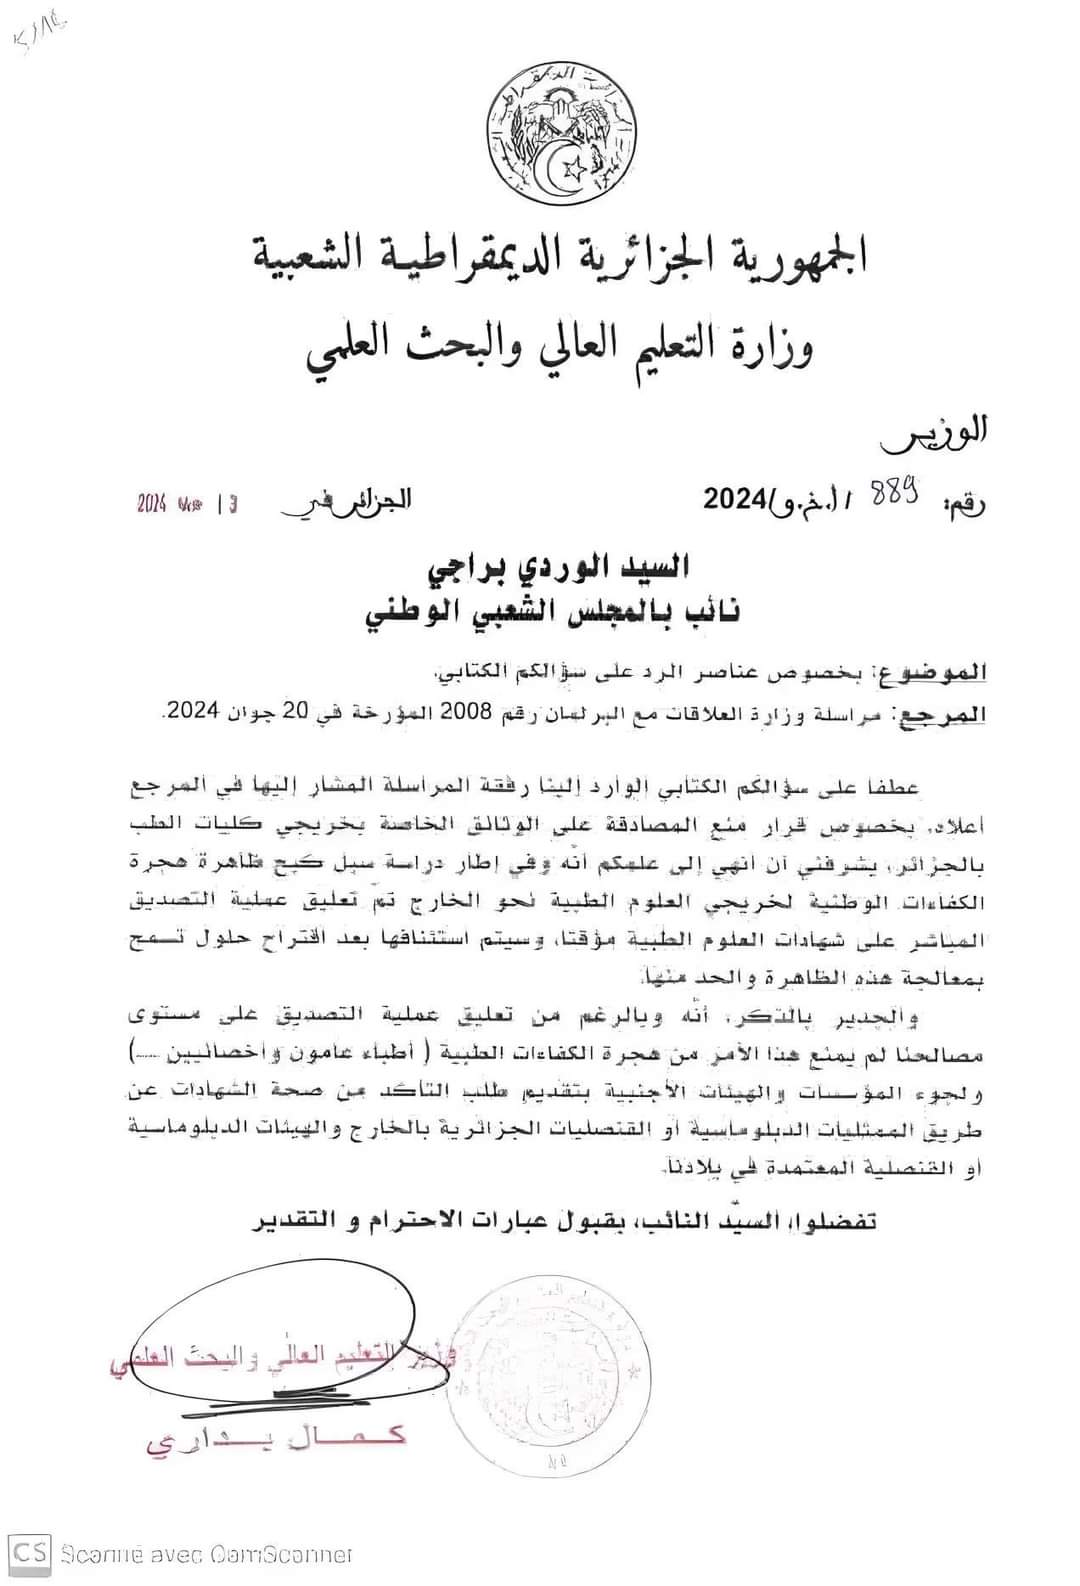 الجمهورية الجزائرية الديمقراطية الشعبية
وزارة التعليم العالي والبحث العلمي
الوزير
رقم: 889 /أ.خ.و/2024
الجزائر في 2024
السيد الوردي براجي
نائب بالمجلس الشعبي الوطني
الموضوع: بخصوص عناصر الرد على سؤالكم الكتابي.
المرجع: مراسلة وزارة العلاقات مع البرلمان رقم 2008 المؤرخة في 20 جوان 2024.
عطفا على سؤالكم الكتابي الوارد إلينا رفقة المراسلة المشار إليها في المرجع
أعلاه، بخصوص قرار منع المصادقة على الوثائق الخاصة بخريجي كليات الطب
بالجزائر، يشرفني أن أنهي إلى علمكم أنّه وفي إطار دراسة سبل كبح ظاهرة هجرة
الكفاءات الوطنية لخريجي العلوم الطبية نحو الخارج تمّ تعليق عملية التصديق
المباشر على شهادات العلوم الطبية مؤقتا، وسيتم استئنافها بعد اقتراح حلول تسمح
بمعالجة هذه الظاهرة والحد منها.
والجدير بالذكر، أنّه وبالرغم من تعليق عملية التصديق على مستوى
مصالحنا لم يمنع هذا الأمر من هجرة الكفاءات الطبية ( أطباء عامون وأخصائيين .....)
ولجوء المؤسسات والهيئات الأجنبية بتقديم طلب التأكد من صحة الشهادات عن
طريق الممثليات الدبلوماسية أو القنصليات الجزائرية بالخارج والهيئات الدبلوماسية
أو القنصلية المعتمدة في بلادنا.
تفضلوا، السيّد النائب، بقبول عبارات الاحترام و التقدير
وزير التعليم العالي والبحث العلمي
كمال بداري
CS Scanné avec CamScanner